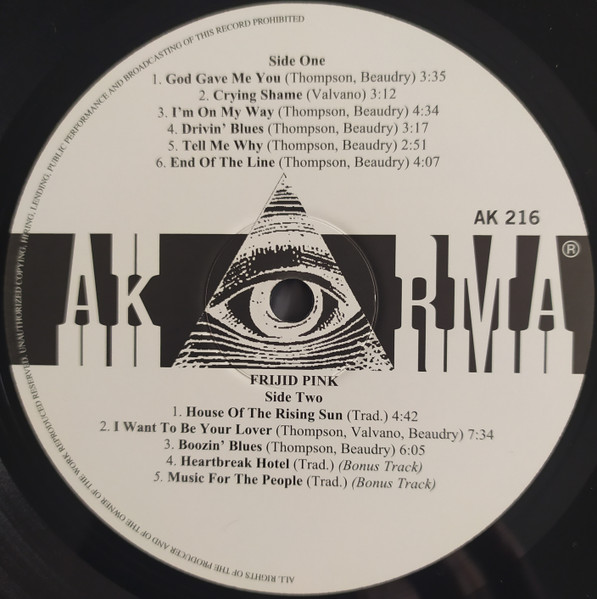 ALL RIGHTS OF THE PRODUCER AND OF THE OWNER OF THE WORK REPRODUCED RESERVED. UNAUTHORIZED COPYING, HIRING, LENDING, PUBLIC PERFORMANCE AND BROADCASTING OF THIS RECORD PROHIBITED
Side One
1. God Gave Me You (Thompson, Beaudry) 3:35
2. Crying Shame (Valvano) 3:12
3. I'm On My Way (Thompson, Beaudry) 4:34
4. Drivin' Blues (Thompson, Beaudry) 3:17
5. Tell Me Why (Thompson, Beaudry) 2:51
6. End Of The Line (Thompson, Beaudry) 4:07
AK 216
AK RMA ®
FRIJID PINK
Side Two
1. House Of The Rising Sun (Trad.) 4:42
2. I Want To Be Your Lover (Thompson, Valvano, Beaudry) 7:34
3. Boozin' Blues (Thompson, Beaudry) 6:05
4. Heartbreak Hotel (Trad.) (Bonus Track)
5. Music For The People (Trad.) (Bonus Track)